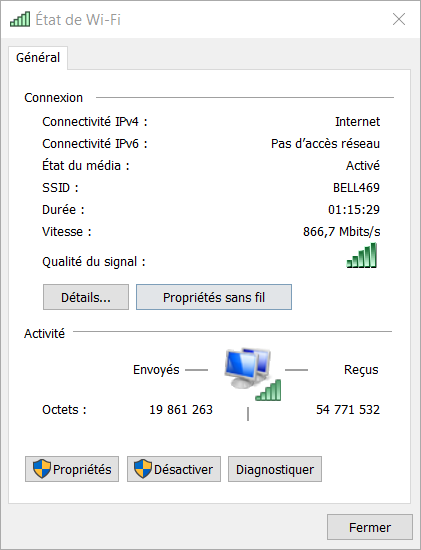 État de Wi-Fi
Général
Connexion
Connectivité IPv4 : Internet
Connectivité IPv6 : Pas d'accès réseau
État du média : Activé
SSID : BELL469
Durée : 01:15:29
Vitesse : 866,7 Mbits/s
Qualité du signal :
Détails... Propriétés sans fil
Activité
Envoyés Reçus
Octets : 19 861 263 54 771 532
Propriétés Désactiver Diagnostiquer
Fermer